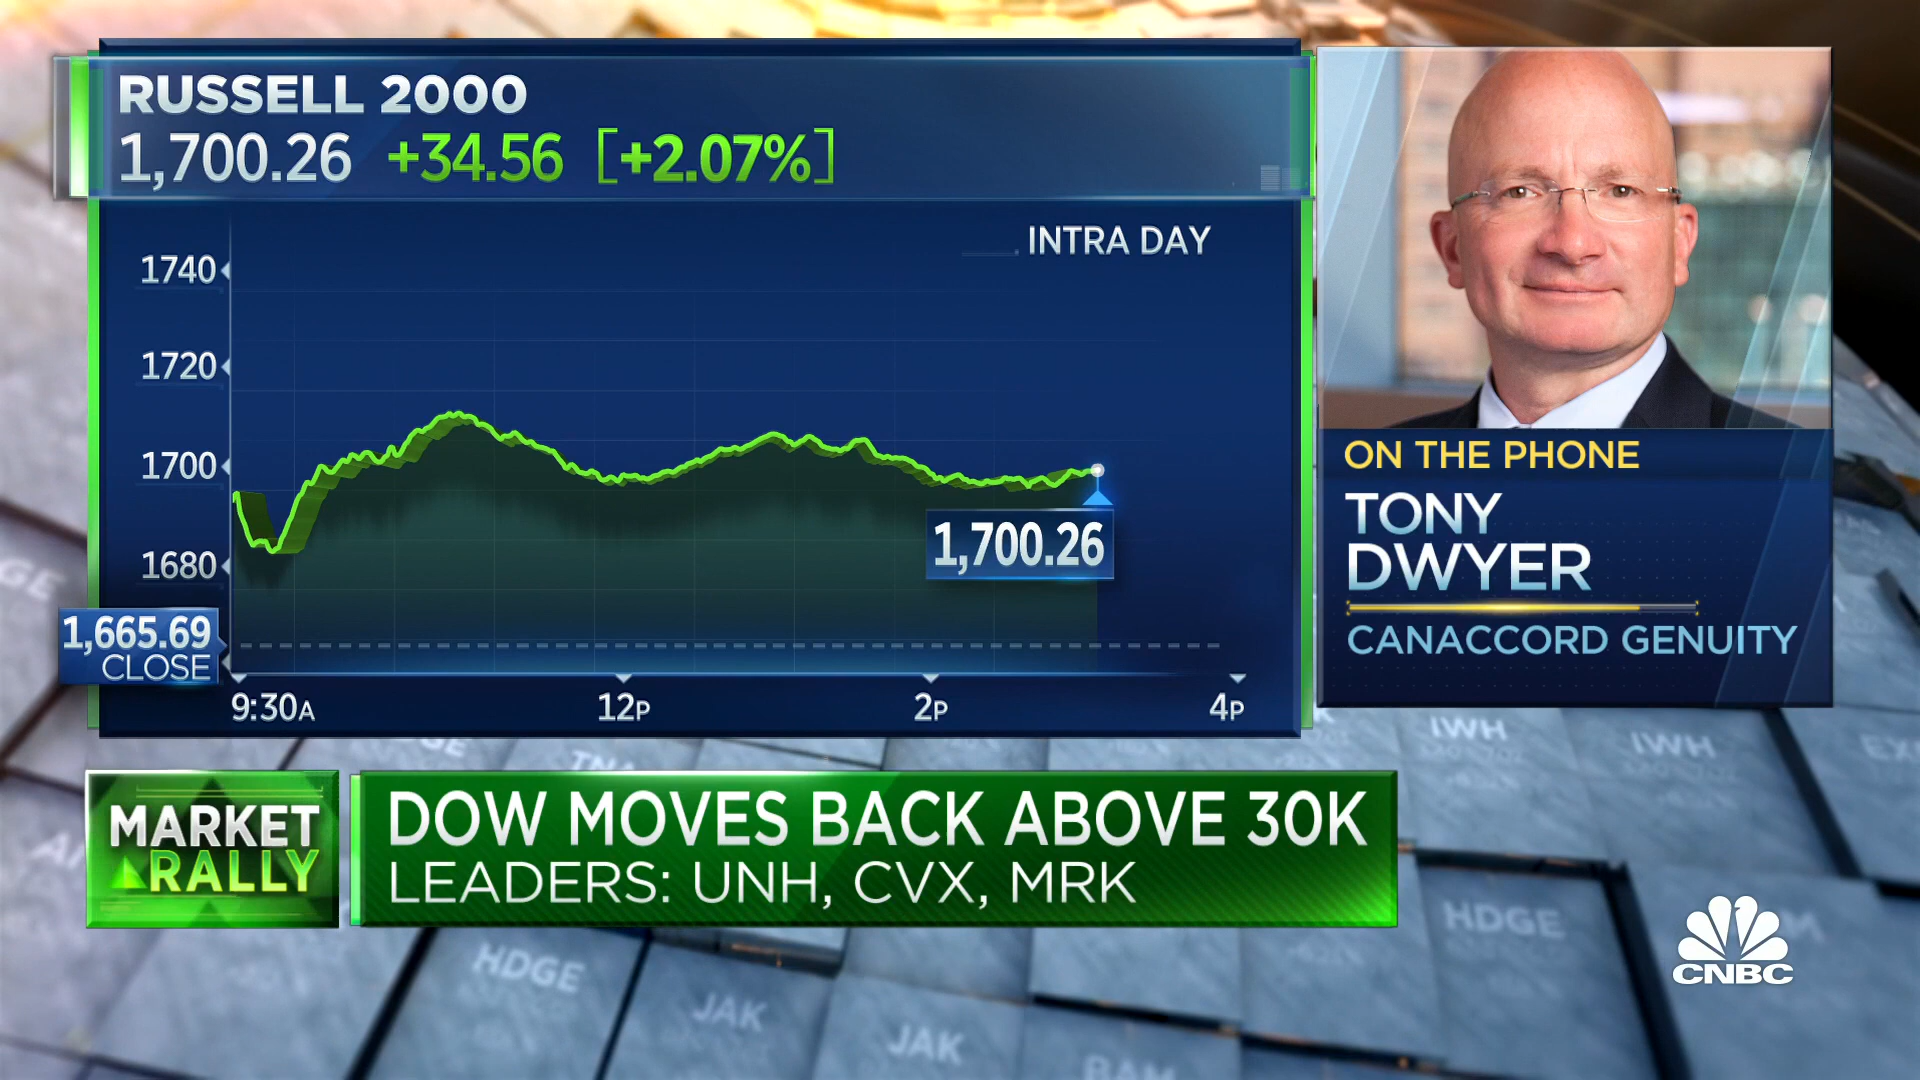 RUSSELL 2000
1,700.26 +34.56 [+2.07%]
INTRA DAY
1740
1720
1700
1680
1,700.26
1,665.69
CLOSE
9:30A 12P 2P 4P
ON THE PHONE
TONY
DWYER
CANACCORD GENUITY
MARKET
RALLY
DOW MOVES BACK ABOVE 30K
LEADERS: UNH, CVX, MRK
IWH
IWH
HDGE
HDGE
JAK
JAK
CNBC